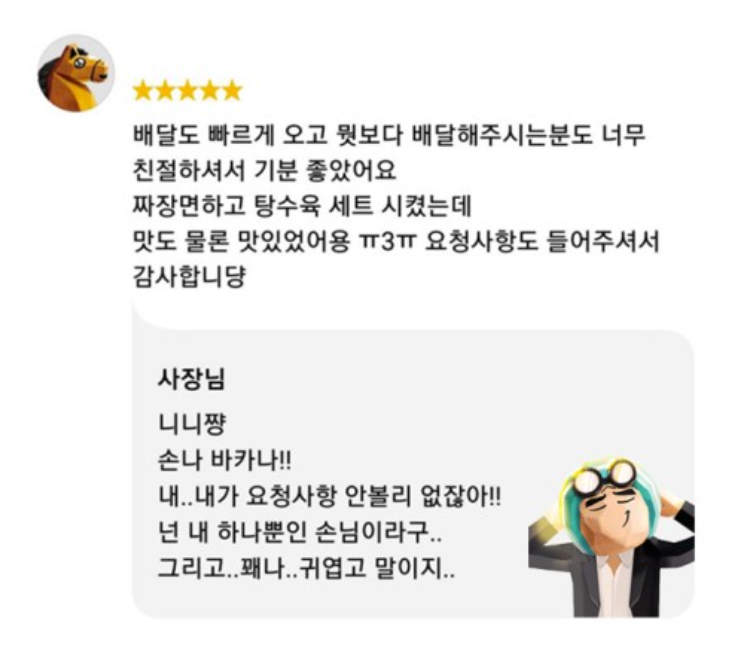 ★★★★★
배달도 빠르게 오고 뭣보다 배달해주시는분도 너무
친절하셔서 기분 좋았어요
짜장면하고 탕수육 세트 시켰는데
맛도 물론 맛있었어용 ㅠ3ㅠ 요청사항도 들어주셔서
감사합니댱
사장님
니니쨩
손나 바카나!!
내..내가 요청사항 안볼리 없잖아!!
넌 내 하나뿐인 손님이라구..
그리고..꽤나..귀엽고 말이지..